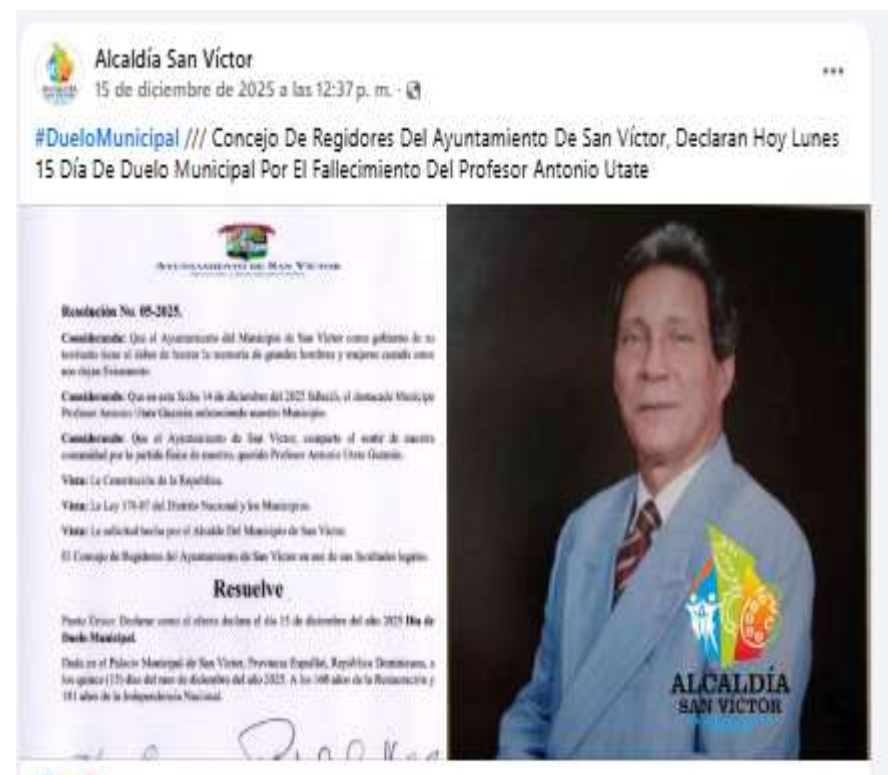 Alcaldía San Víctor
15 de diciembre de 2025 a las 12:37 p. m. ·
#DueloMunicipal /// Concejo De Regidores Del Ayuntamiento De San Víctor, Declaran Hoy Lunes
15 Día De Duelo Municipal Por El Fallecimiento Del Profesor Antonio Utate
AYUNTAMIENTO DE SAN VÍCTOR
Resolución No. 05-2025.
Considerando: Que el Ayuntamiento del Municipio de San Víctor como gobierno de su
territorio tiene el deber de honrar la memoria de grandes hombres y mujeres cuando estos
nos dejan físicamente
Considerando: Que en esta fecha 14 de diciembre del 2025 falleció, el destacado Munícipe
Profesor Antonio Utate Guzmán enluteciendo nuestro Municipio.
Considerando: Que el Ayuntamiento de San Víctor, comparte el sentir de nuestra
comunidad por la partida física de nuestro, querido Profesor Antonio Utate Guzmán.
Vista: La Constitución de la República.
Vista: La Ley 176-07 del Distrito Nacional y los Municipios.
Vista: La solicitud hecha por el Alcalde Del Municipio de San Víctor.
El Concejo de Regidores del Ayuntamiento de San Víctor en uso de sus facultades legales.
Resuelve
Punto Único: Declarar como al efecto declara el día 15 de diciembre del año 2025 Día de
Duelo Municipal.
Dada en el Palacio Municipal de San Víctor, Provincia Espaillat, República Dominicana, a
los quince (15) días del mes de diciembre del año 2025. A los años de la Restauración y
181 años de la Independencia Nacional.
ALCALDÍA
SAN VÍCTOR